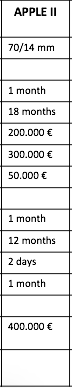 APPLE II
70/14 mm
1 month
18 months
200.000 €
300.000 €
50.000 €
1 month
12 months
2 days
1 month
400.000 €